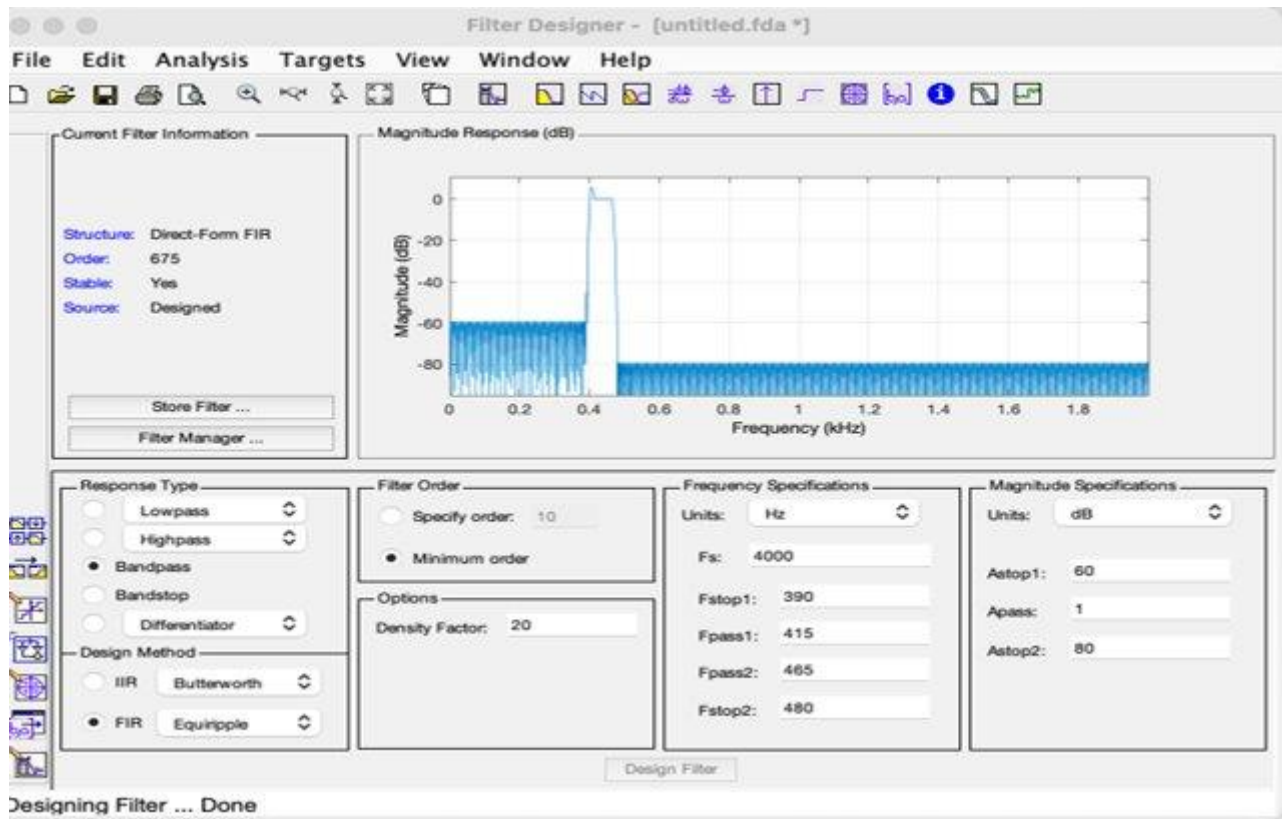 Filter Designer - [untitled.fda *]
File Edit Analysis Targets View Window Help
Current Filter Information
Structure: Direct-Form FIR
Order: 675
Stable: Yes
Source: Designed
Store Filter ...
Filter Manager ...
Magnitude Response (dB)
Magnitude (dB)
0
-20
-40
-60
-80
0 0.2 0.4 0.6 0.8 1 1.2 1.4 1.6 1.8
Frequency (kHz)
Response Type
Lowpass
Highpass
Bandpass
Bandstop
Differentiator
Design Method
IIR Butterworth
FIR Equiripple
Filter Order
Specify order: 10
Minimum order
Options
Density Factor: 20
Frequency Specifications
Units: Hz
Fs: 4000
Fstop1: 390
Fpass1: 415
Fpass2: 465
Fstop2: 480
Magnitude Specifications
Units: dB
Astop1: 60
Apass: 1
Astop2: 80
Design Filter
Designing Filter ... Done